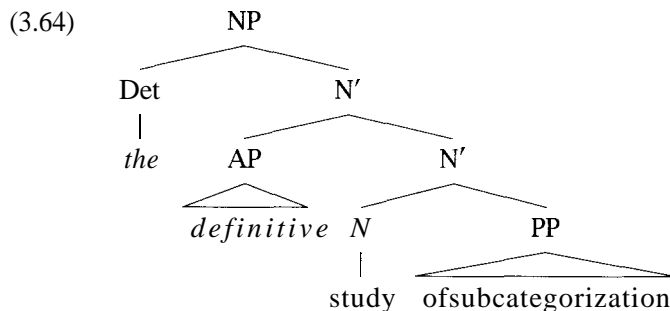 (3.64) NP
Det N′
the AP N′
definitive N PP
study ofsubcategorization